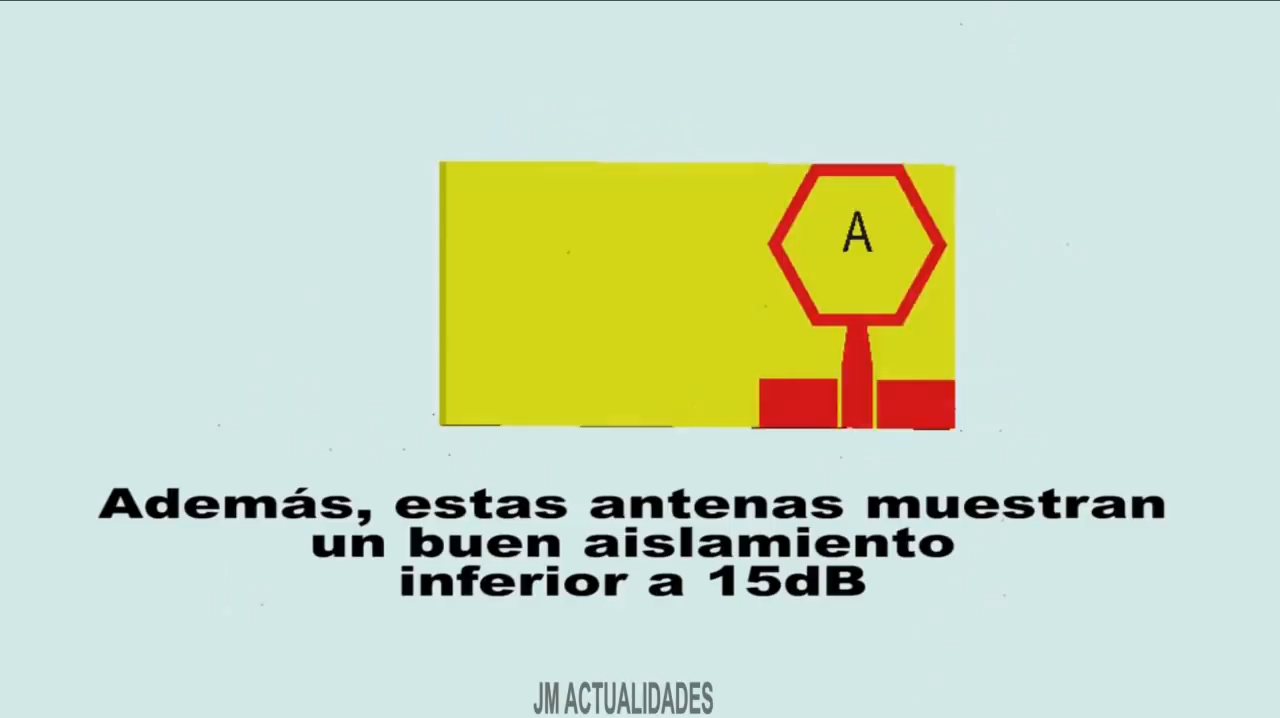 A
Además, estas antenas muestran
un buen aislamiento
inferior a 15dB
JM ACTUALIDADES